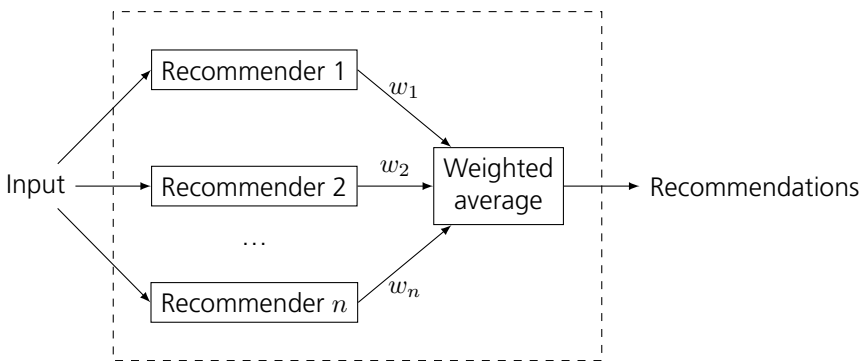 Recommender 1
w₁
Input
Recommender 2
w₂
Weighted
average
Recommendations
...
Recommender n
wₙ